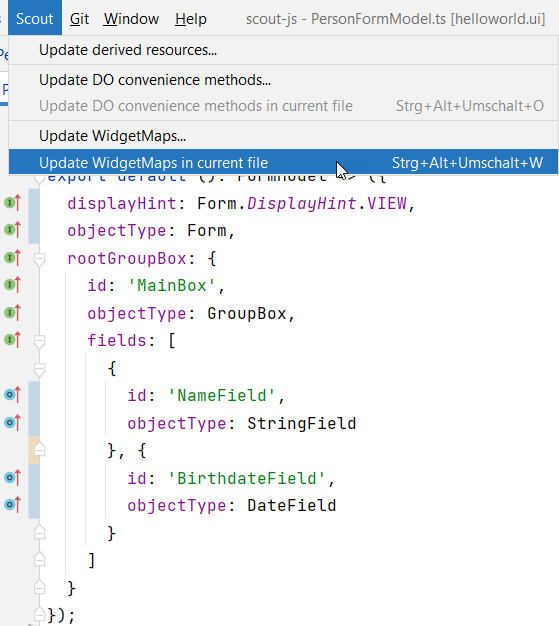 Scout Git Window Help scout-js - PersonFormModel.ts [helloworld.ui]
Update derived resources...
Update DO convenience methods...
Update DO convenience methods in current file Strg+Alt+Umschalt+O
Update WidgetMaps...
Update WidgetMaps in current file Strg+Alt+Umschalt+W
export default (): FormModel => ({
displayHint: Form.DisplayHint.VIEW,
objectType: Form,
rootGroupBox: {
id: 'MainBox',
objectType: GroupBox,
fields: [
{
id: 'NameField',
objectType: StringField
}, {
id: 'BirthdateField',
objectType: DateField
}
]
}
});